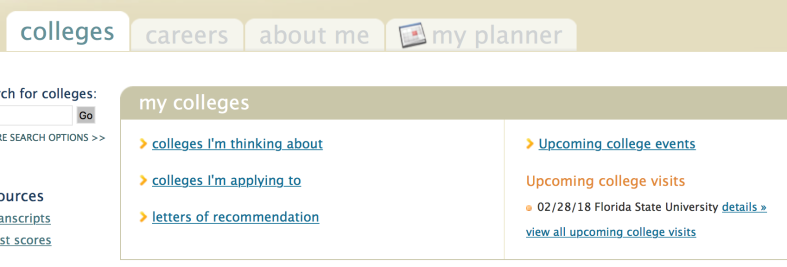 colleges
careers
about me
my planner
ch for colleges:
Go
RE SEARCH OPTIONS >>
my colleges
colleges I'm thinking about
colleges I'm applying to
letters of recommendation
Upcoming college events
Upcoming college visits
02/28/18 Florida State University details »
view all upcoming college visits
ources
anscripts
st scores